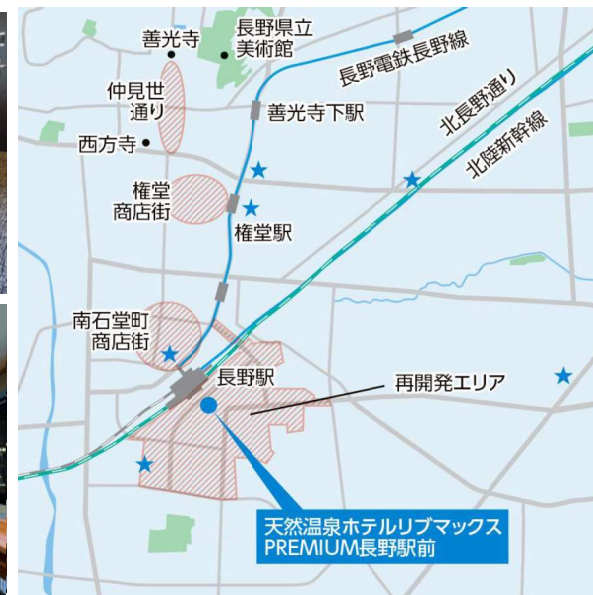 善光寺
長野県立
美術館
長野電鉄長野線
仲見世
通り
善光寺下駅
北長野通り
北陸新幹線
西方寺
権堂
商店街
権堂駅
南石堂町
商店街
長野駅
再開発エリア
天然温泉ホテルリブマックス
PREMIUM長野駅前